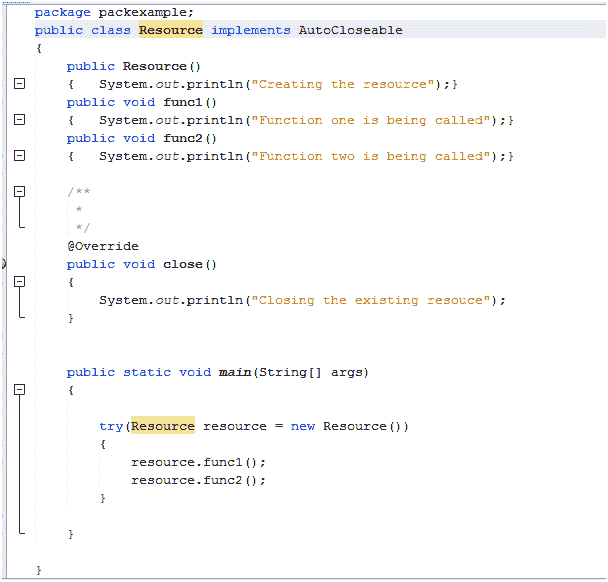 package packexample;
public class Resource implements AutoCloseable
{
public Resource()
{ System.out.println("Creating the resource");}
public void func1()
{ System.out.println("Function one is being called");}
public void func2()
{ System.out.println("Function two is being called");}
/**
*
*/
@Override
public void close()
{
System.out.println("Closing the existing resouce");
}
public static void main(String[] args)
{
try(Resource resource = new Resource())
{
resource.func1();
resource.func2();
}
}
}